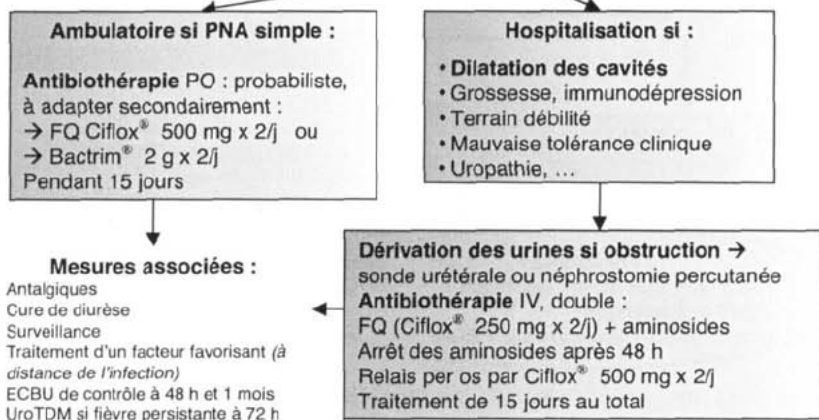 Ambulatoire si PNA simple :
Antibiothérapie PO : probabiliste,
à adapter secondairement :
→ FQ Ciflox® 500 mg x 2/j ou
→ Bactrim® 2 g x 2/j
Pendant 15 jours
Hospitalisation si :
• Dilatation des cavités
• Grossesse, immunodépression
• Terrain débilité
• Mauvaise tolérance clinique
• Uropathie, ...
Mesures associées :
Antalgiques
Cure de diurèse
Surveillance
Traitement d'un facteur favorisant (à
distance de l'infection)
ECBU de contrôle à 48 h et 1 mois
UroTDM si fièvre persistante à 72 h
Dérivation des urines si obstruction →
sonde urétérale ou néphrostomie percutanée
Antibiothérapie IV, double :
FQ (Ciflox® 250 mg x 2/j) + aminosides
Arrêt des aminosides après 48 h
Relais per os par Ciflox® 500 mg x 2/j
Traitement de 15 jours au total